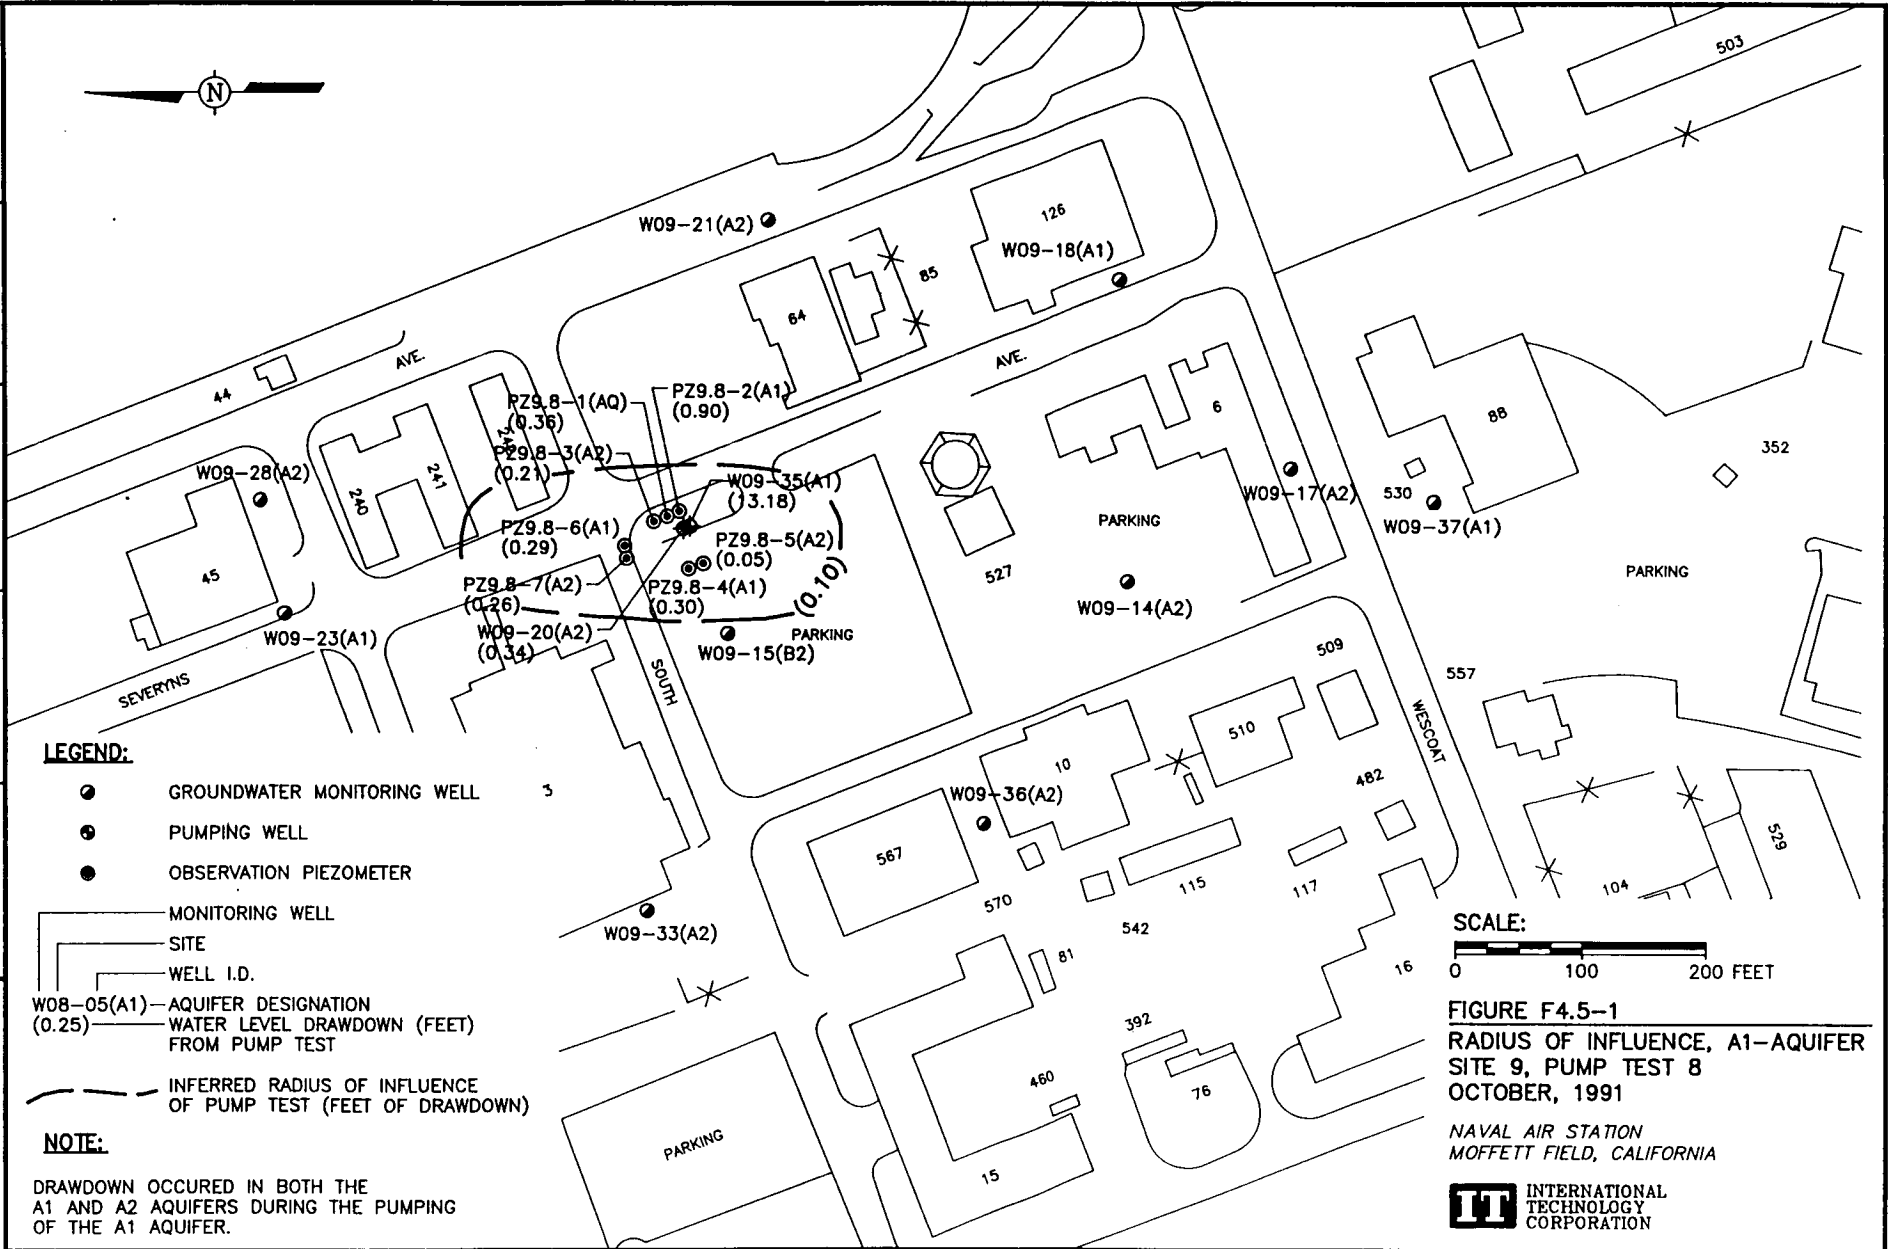 N
503
126
W09-21(A2)
W09-18(A1)
85
64
44
AVE.
AVE.
PZ9.8-1(AQ)
(0.36)
PZ9.8-2(A1)
(0.90)
6
88
352
PZ9.8-3(A2)
(0.21)
W09-28(A2)
240
241
W09-35(A1)
(13.18)
W09-17(A2)
530
W09-37(A1)
PARKING
PZ9.8-6(A1)
(0.29)
PZ9.8-5(A2)
(0.05)
45
527
PARKING
PZ9.8-7(A2)
(0.26)
PZ9.8-4(A1)
(0.30)
(0.10)
W09-14(A2)
W09-23(A1)
W09-20(A2)
(0.34)
PARKING
W09-15(B2)
509
557
SEVERYNS
SOUTH
WESCOAT
510
10
482
3
W09-36(A2)
567
529
115
117
104
570
542
W09-33(A2)
81
16
392
460
76
PARKING
15
LEGEND:
GROUNDWATER MONITORING WELL
PUMPING WELL
OBSERVATION PIEZOMETER
MONITORING WELL
SITE
WELL I.D.
W08-05(A1)
AQUIFER DESIGNATION
(0.25)
WATER LEVEL DRAWDOWN (FEET)
FROM PUMP TEST
INFERRED RADIUS OF INFLUENCE
OF PUMP TEST (FEET OF DRAWDOWN)
NOTE:
DRAWDOWN OCCURED IN BOTH THE
A1 AND A2 AQUIFERS DURING THE PUMPING
OF THE A1 AQUIFER.
SCALE:
0 100 200 FEET
FIGURE F4.5-1
RADIUS OF INFLUENCE, A1-AQUIFER
SITE 9, PUMP TEST 8
OCTOBER, 1991
NAVAL AIR STATION
MOFFETT FIELD, CALIFORNIA
IT
INTERNATIONAL
TECHNOLOGY
CORPORATION